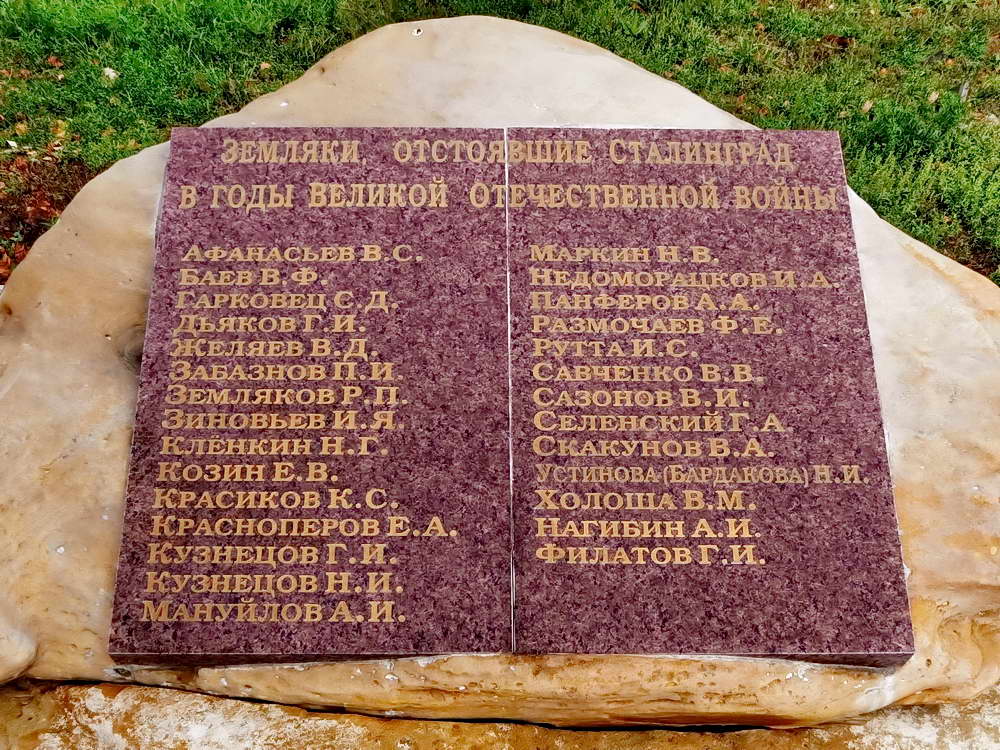 Земляки, отстоявшие Сталинград
в годы Великой Отечественной войны
Афанасьев В.С.
Баев В.Ф.
Гарковец С.Д.
Дьяков Г.И.
Желяев В.Д.
Забазнов П.И.
Земляков Р.П.
Зиновьев И.Я.
Клёнкин Н.Г.
Козин Е.В.
Красиков К.С.
Красноперов Е.А.
Кузнецов Г.И.
Кузнецов Н.И.
Мануйлов А.И.
Маркин Н.В.
Недоморацков И.А.
Панферов А.А.
Размочаев Ф.Е.
Рутта И.С.
Савченко В.В.
Сазонов В.И.
Селенский Г.А
Скакунов В.А.
Устинова (Бардакова) Н.И.
Холоша В.М.
Нагибин А.И.
Филатов Г.И.